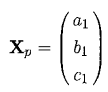 X_p = ( a_1
b_1
c_1 )